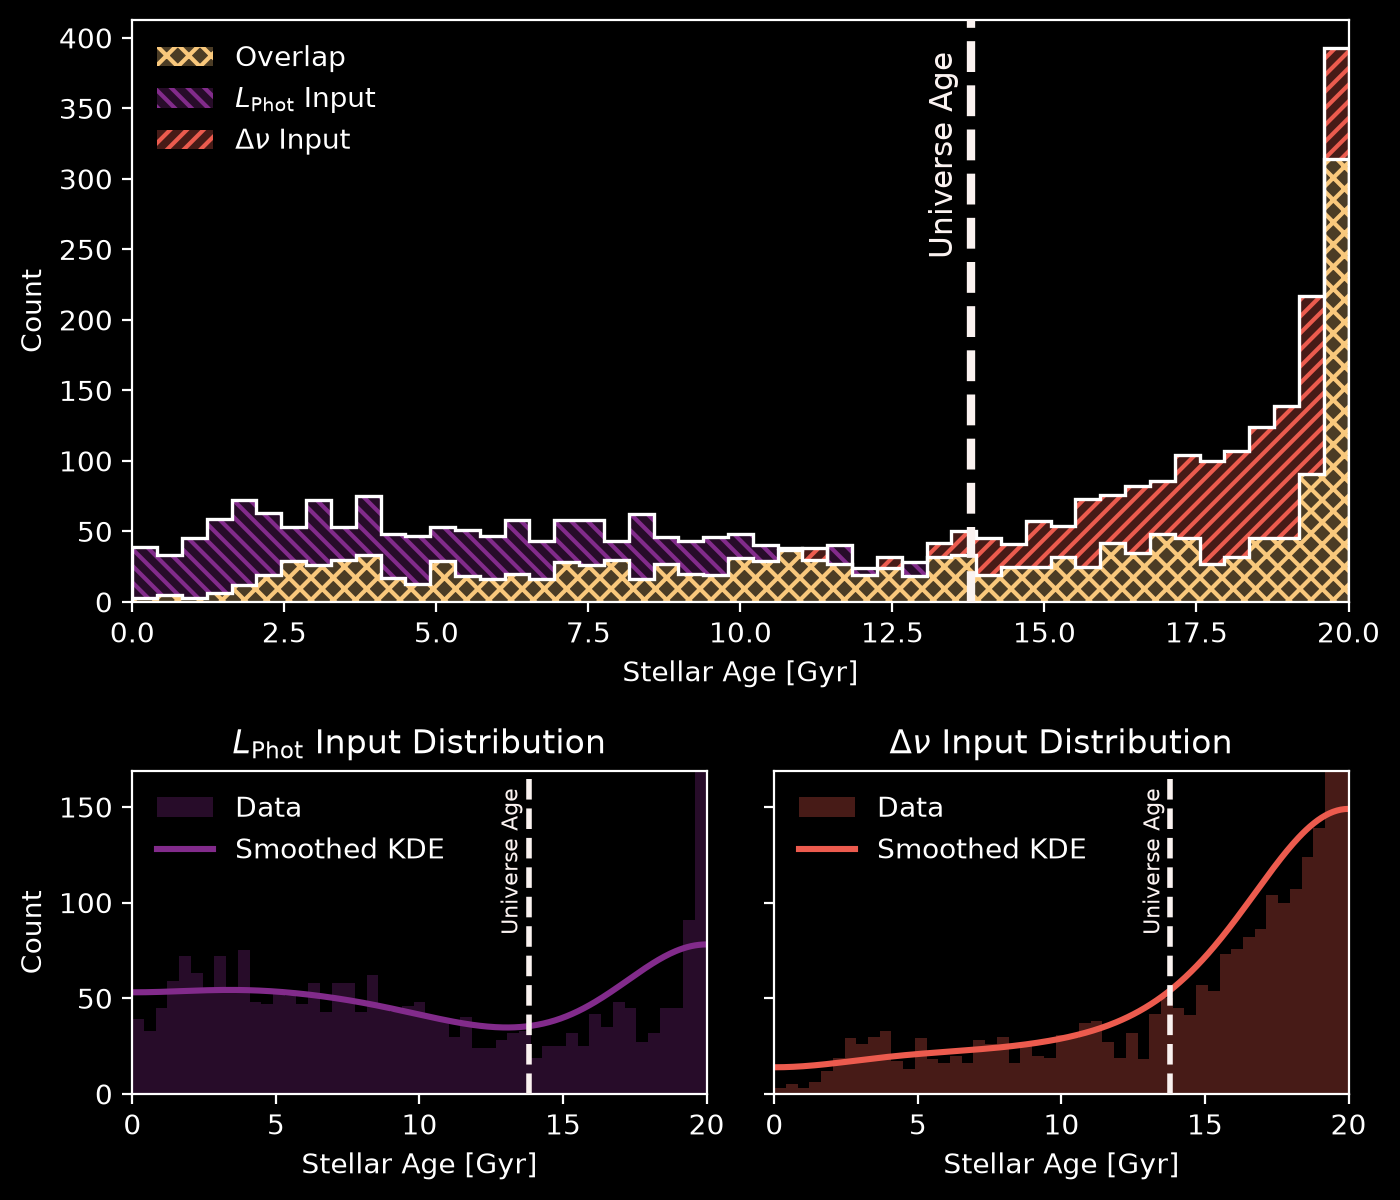 400
350
300
250
200
150
100
50
0
Count
Overlap
L_Phot Input
Δν Input
Universe Age
0.0 2.5 5.0 7.5 10.0 12.5 15.0 17.5 20.0
Stellar Age [Gyr]
L_Phot Input Distribution
150
100
50
0
Count
Data
Smoothed KDE
Universe Age
0 5 10 15 20
Stellar Age [Gyr]
Δν Input Distribution
Data
Smoothed KDE
Universe Age
0 5 10 15 20
Stellar Age [Gyr]